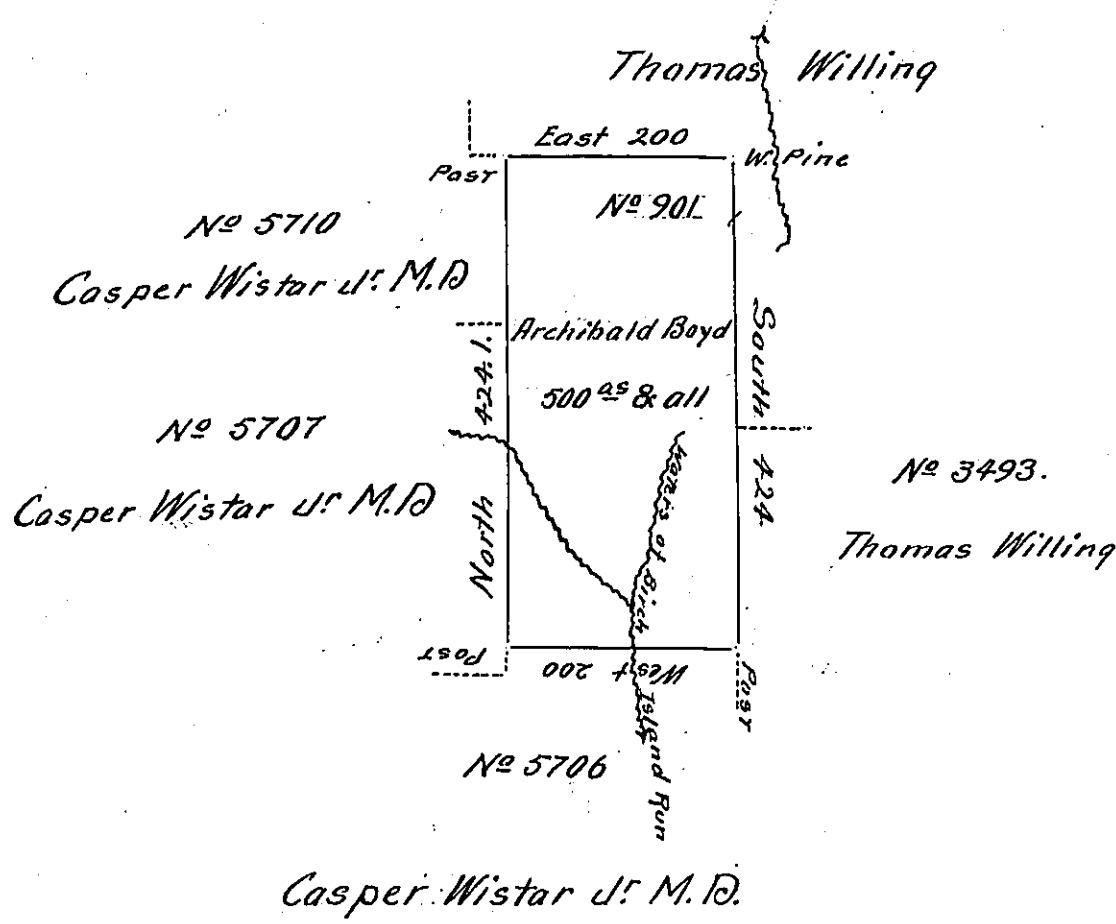 Thomas Willing
East 200
Post
W. Pine
No 901
No 5710
Casper Wistar Jr. M.D
Archibald Boyd
500 as & all
North 424.1.
South 424
No 5707
Casper Wistar Jr. M.D
No 3493.
Thomas Willing
Waters of Birch Island Run
Post
West 200
Post
No 5706
Casper Wistar Jr. M.D.